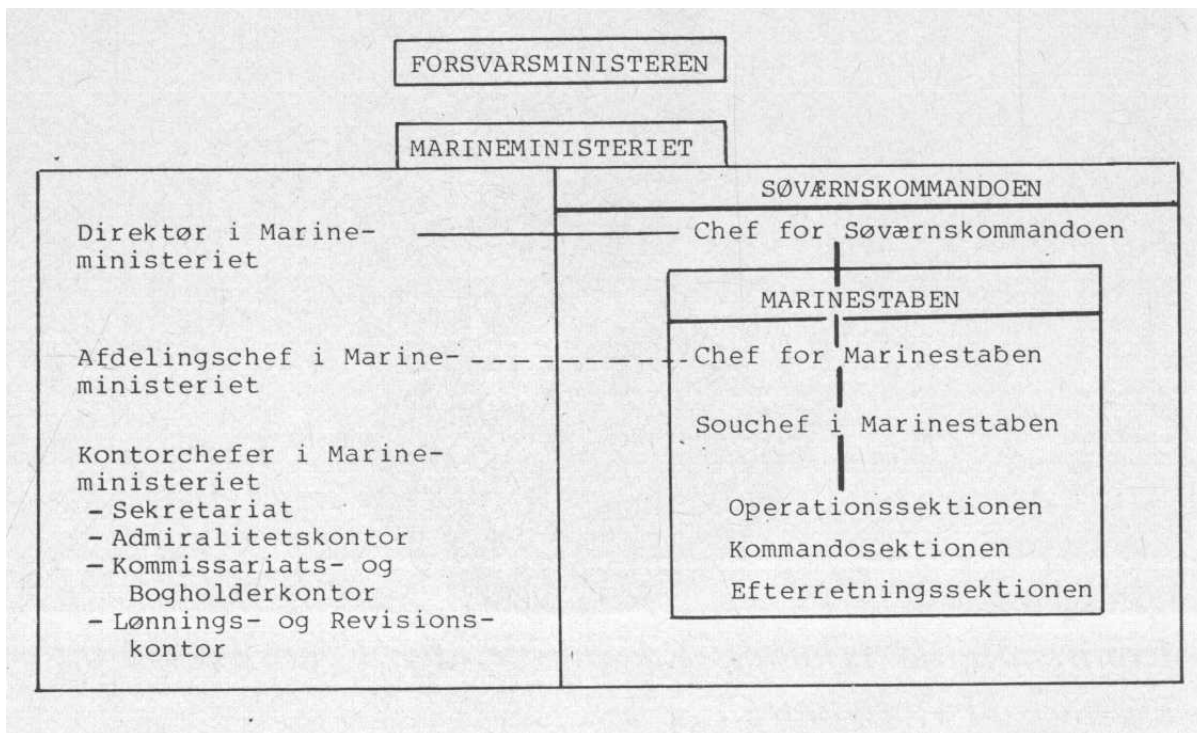 FORSVARSMINISTEREN
MARINEMINISTERIET
SØVÆRNSKOMMANDOEN
Direktør i Marine-
ministeriet
Chef for Søværnskommandoen
MARINESTABEN
Afdelingschef i Marine-
ministeriet
Chef for Marinestaben
Souchef i Marinestaben
Kontorchefer i Marine-
ministeriet
- Sekretariat
- Admiralitetskontor
- Kommissariats- og
Bogholderkontor
- Lønnings- og Revisions-
kontor
Operationssektionen
Kommandosektionen
Efterretningssektionen